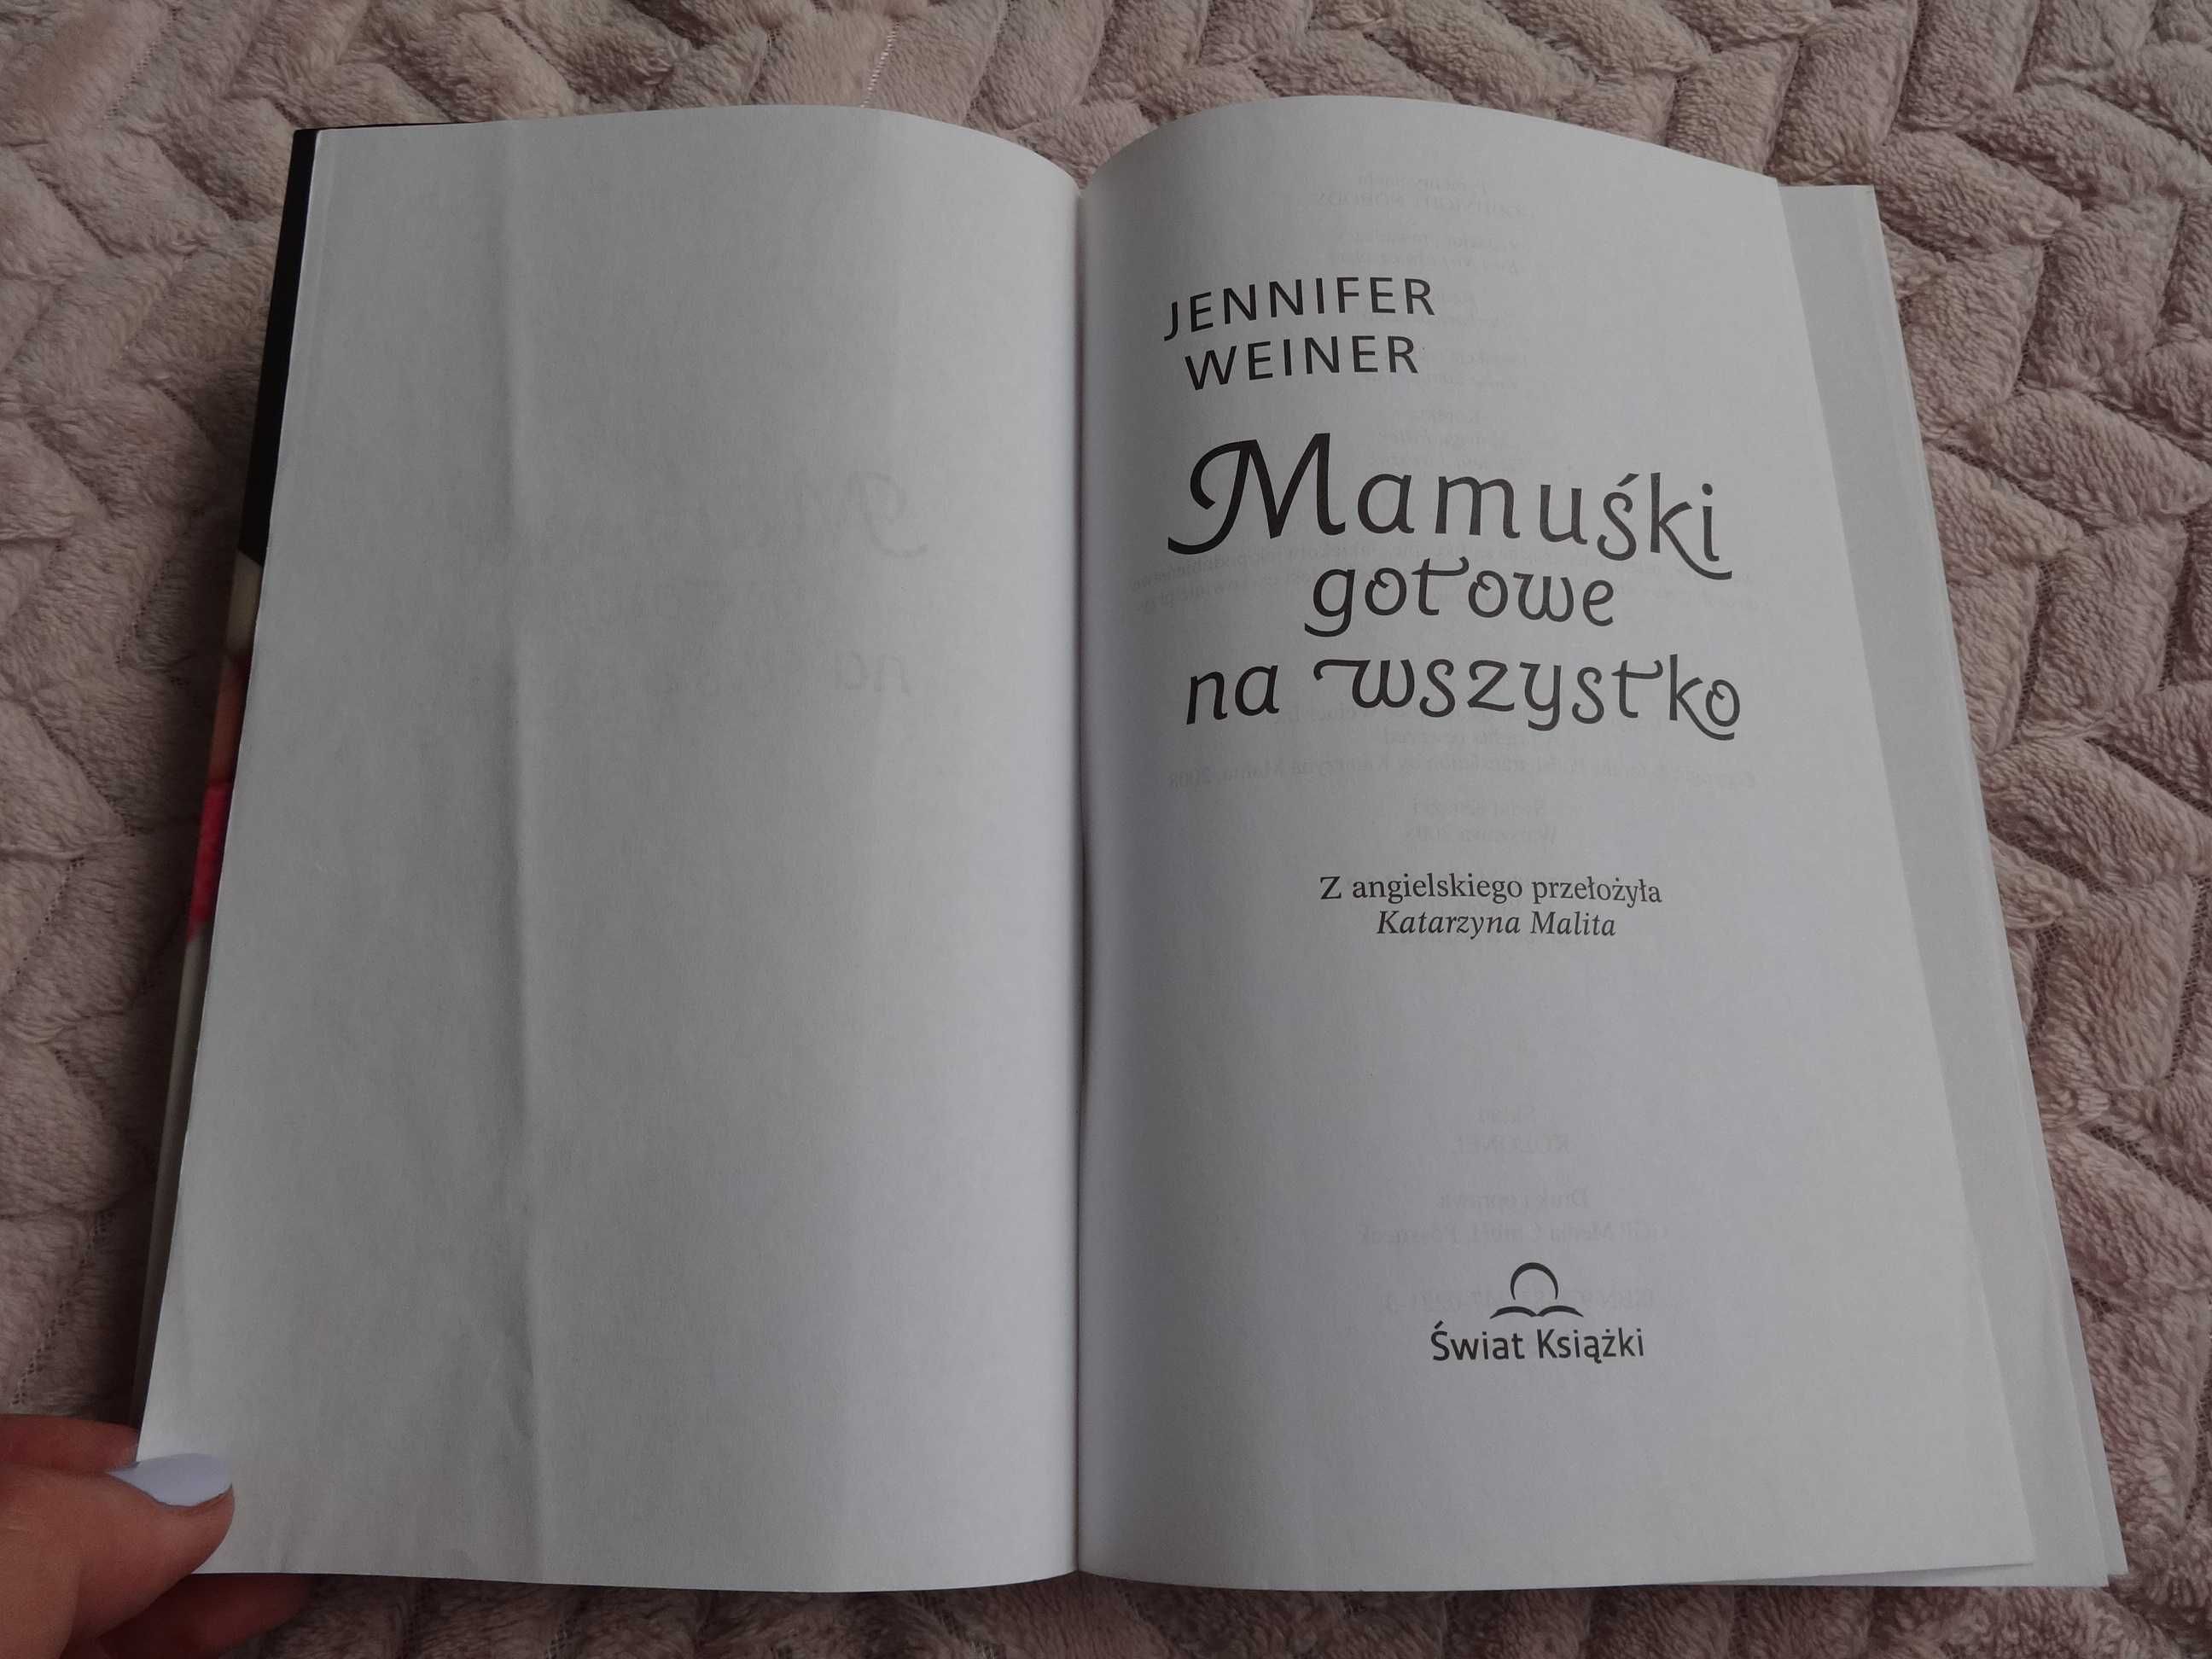 JENNIFER
WEINER
Mamuśki
gotowe
na wszystko
Z angielskiego przełożyła
Katarzyna Malita
Świat Książki